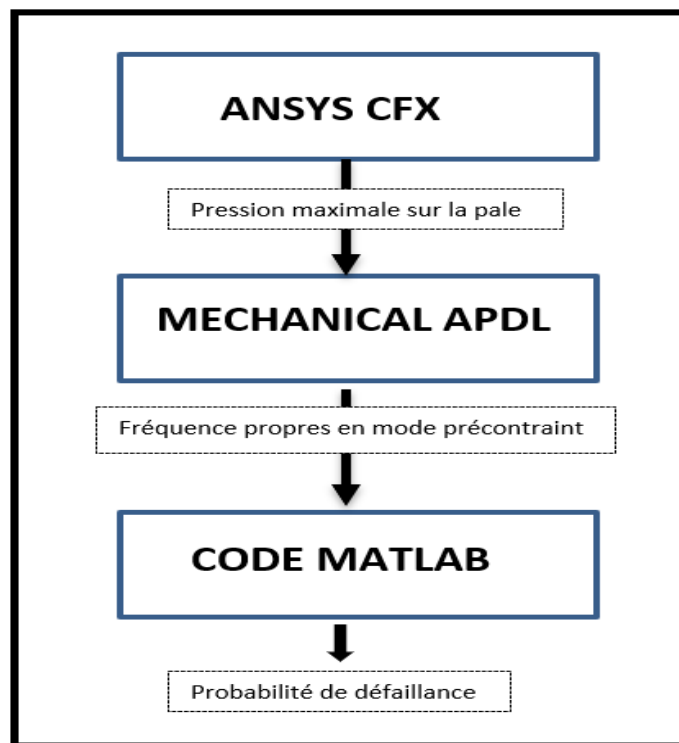 ANSYS CFX
Pression maximale sur la pale
MECHANICAL APDL
Fréquence propres en mode précontraint
CODE MATLAB
Probabilité de défaillance